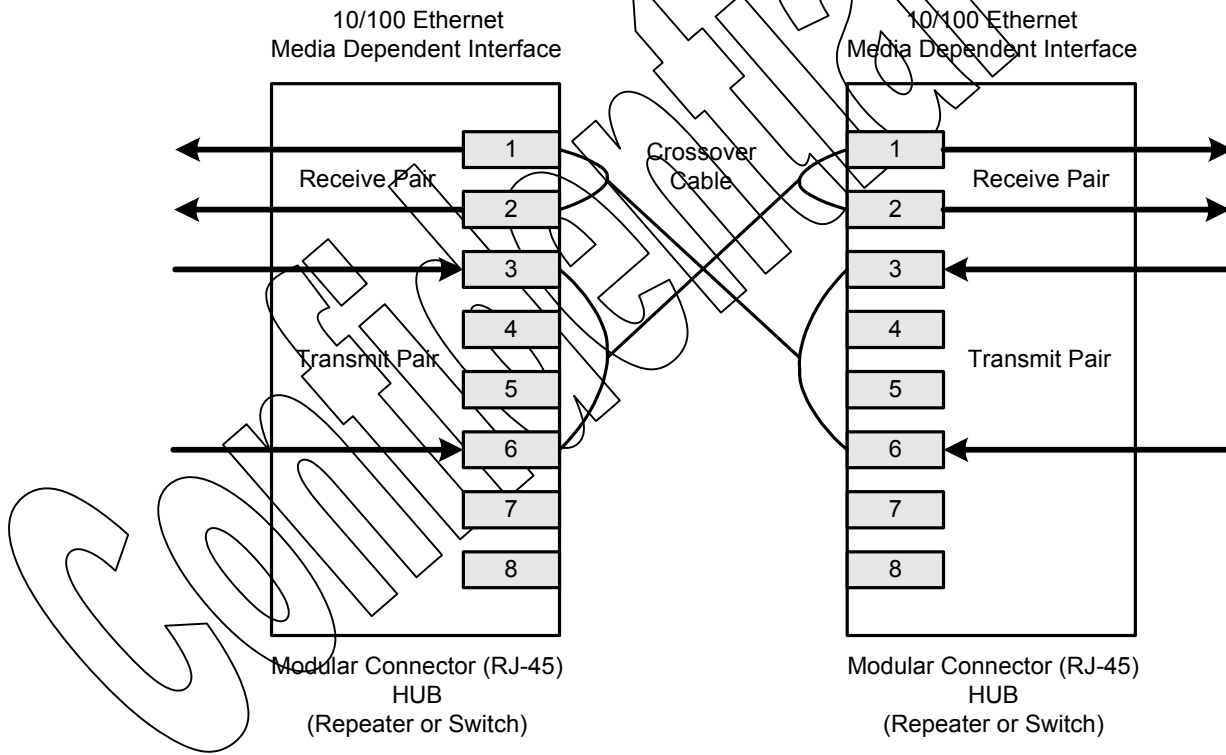 10/100 Ethernet
Media Dependent Interface
10/100 Ethernet
Media Dependent Interface
1
2
3
4
5
6
7
8
Receive Pair
Transmit Pair
Crossover
Cable
1
2
3
4
5
6
7
8
Receive Pair
Transmit Pair
Modular Connector (RJ-45)
HUB
(Repeater or Switch)
Modular Connector (RJ-45)
HUB
(Repeater or Switch)
Confidential